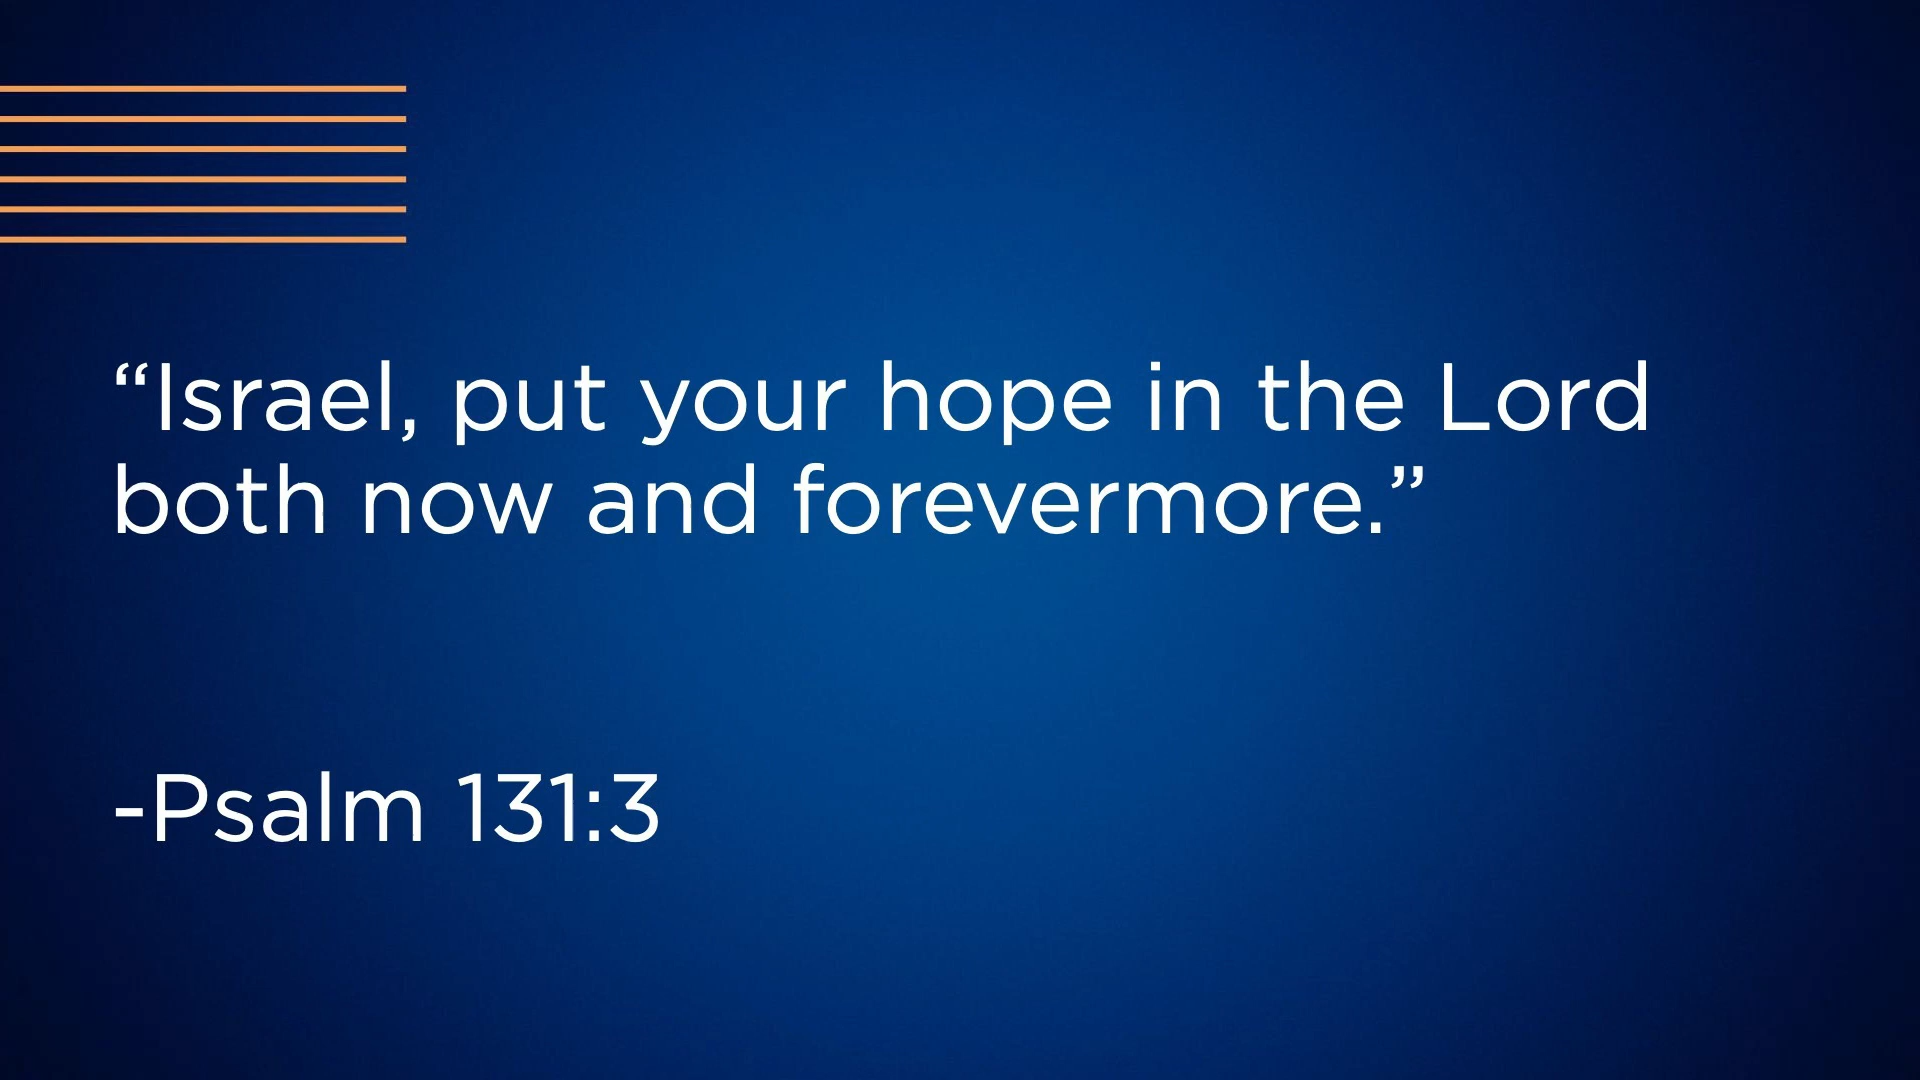 “Israel, put your hope in the Lord
both now and forevermore.”
-Psalm 131:3